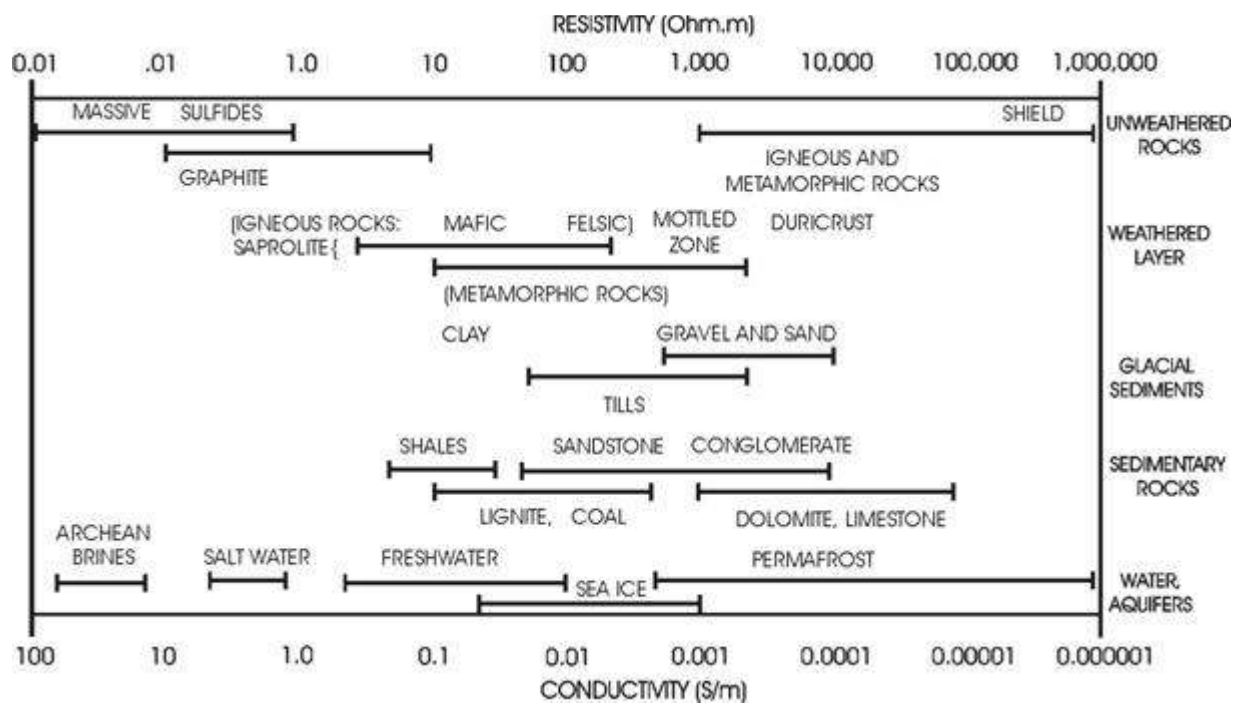 RESISTIVITY (Ohm.m)
0.01 .01 1.0 10 100 1,000 10,000 100,000 1,000,000
MASSIVE SULFIDES
SHIELD
UNWEATHERED
ROCKS
GRAPHITE
IGNEOUS AND
METAMORPHIC ROCKS
(IGNEOUS ROCKS: MAFIC FELSIC)
SAPROLITE {
MOTTLED
ZONE
DURICRUST
WEATHERED
LAYER
(METAMORPHIC ROCKS)
CLAY
GRAVEL AND SAND
GLACIAL
SEDIMENTS
TILLS
SHALES
SANDSTONE
CONGLOMERATE
SEDIMENTARY
ROCKS
LIGNITE, COAL
DOLOMITE, LIMESTONE
ARCHEAN
BRINES
SALT WATER
FRESHWATER
PERMAFROST
SEA ICE
WATER,
AQUIFERS
100 10 1.0 0.1 0.01 0.001 0.0001 0.00001 0.000001
CONDUCTIVITY (S/m)